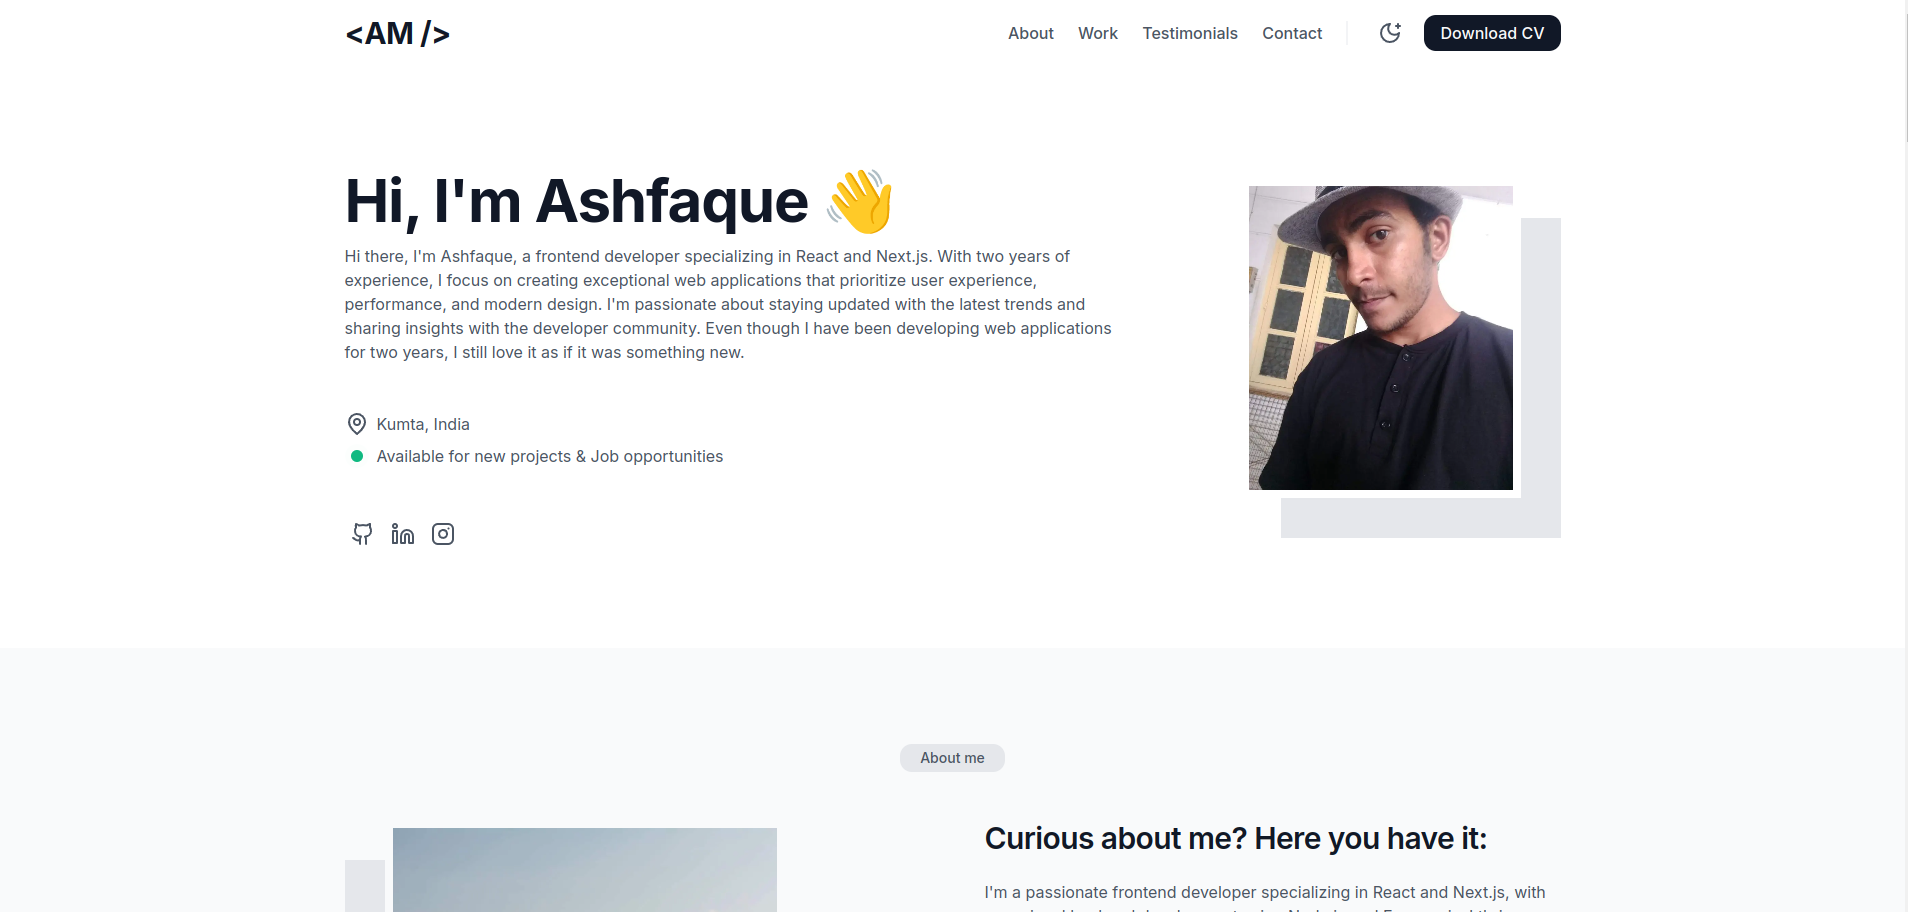 <AM />
About Work Testimonials Contact Download CV
Hi, I'm Ashfaque 👋
Hi there, I'm Ashfaque, a frontend developer specializing in React and Next.js. With two years of
experience, I focus on creating exceptional web applications that prioritize user experience,
performance, and modern design. I'm passionate about staying updated with the latest trends and
sharing insights with the developer community. Even though I have been developing web applications
for two years, I still love it as if it was something new.
Kumta, India
Available for new projects & Job opportunities
About me
Curious about me? Here you have it:
I'm a passionate frontend developer specializing in React and Next.js, with